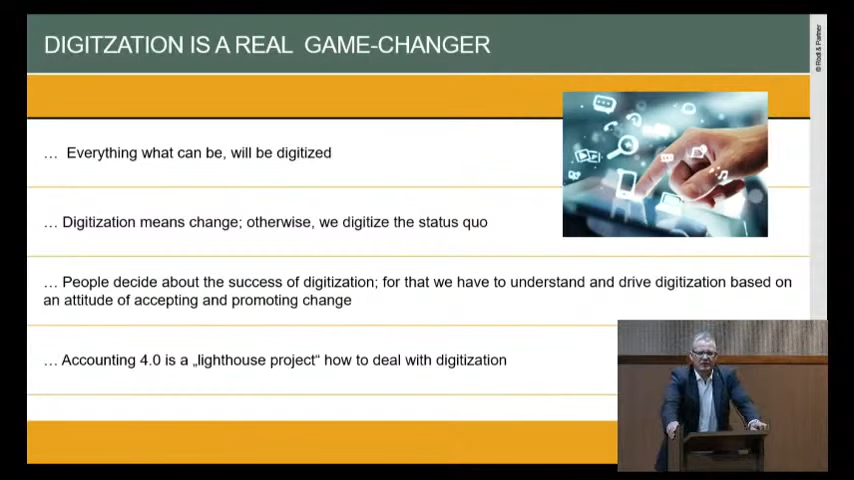 DIGITZATION IS A REAL GAME-CHANGER
© Rödl & Partner
… Everything what can be, will be digitized
… Digitization means change; otherwise, we digitize the status quo
… People decide about the success of digitization; for that we have to understand and drive digitization based on
an attitude of accepting and promoting change
… Accounting 4.0 is a „lighthouse project“ how to deal with digitization